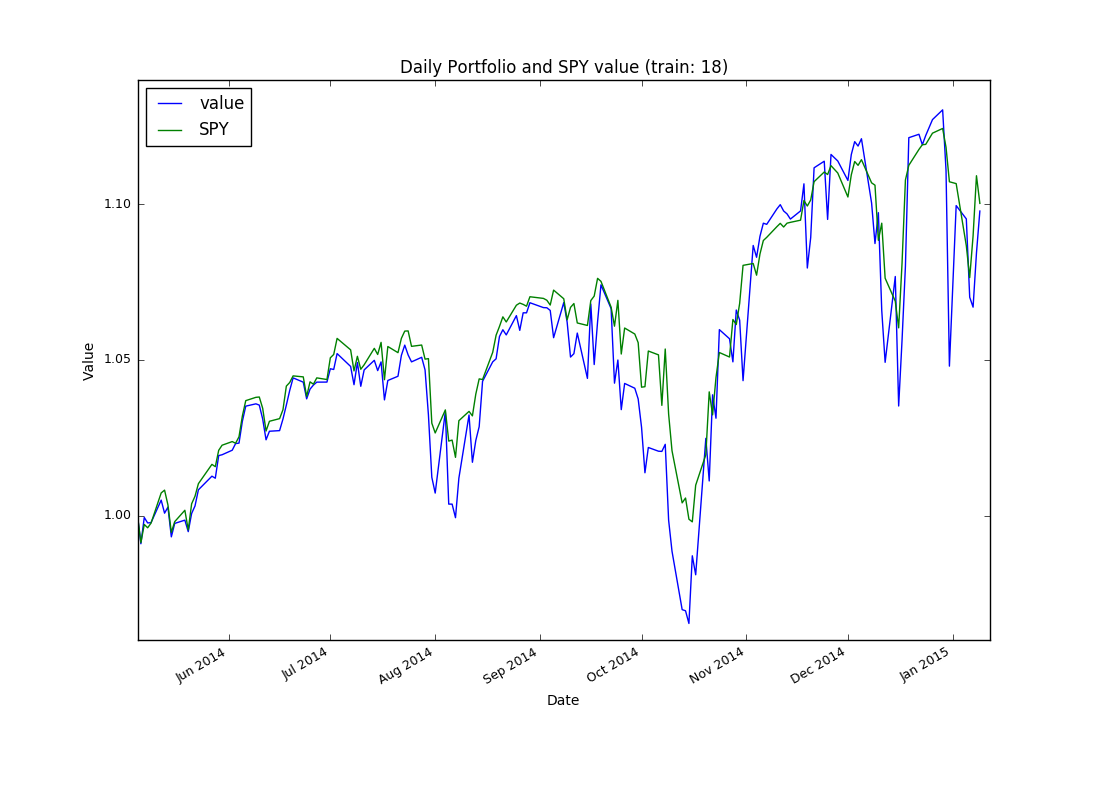 Daily Portfolio and SPY value (train: 18)
value
SPY
1.10
1.05
1.00
Value
Jun 2014
Jul 2014
Aug 2014
Sep 2014
Oct 2014
Nov 2014
Dec 2014
Jan 2015
Date